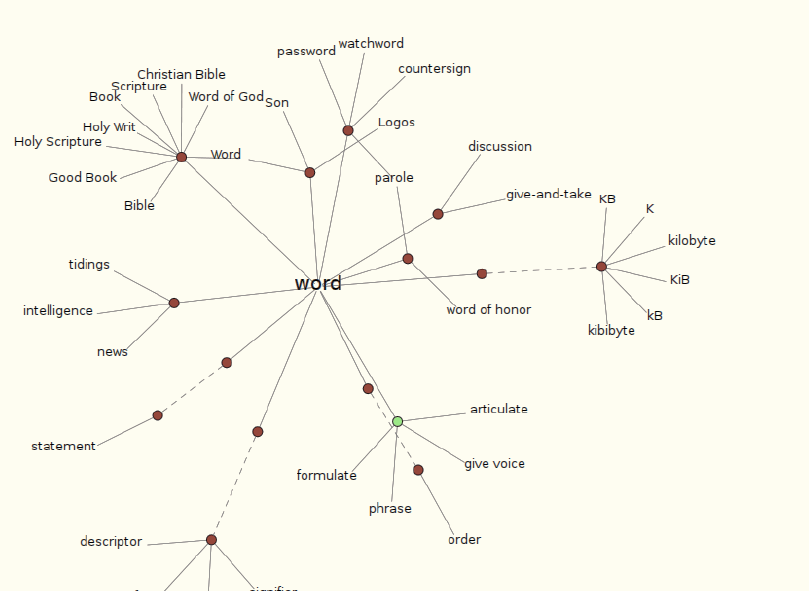 watchword
password
countersign
Christian Bible
Scripture
Book
Word of God
Son
Logos
Holy Writ
Holy Scripture
Word
discussion
Good Book
parole
give-and-take
KB
K
Bible
kilobyte
tidings
KiB
word
intelligence
word of honor
kB
kibibyte
news
articulate
statement
give voice
formulate
phrase
order
descriptor